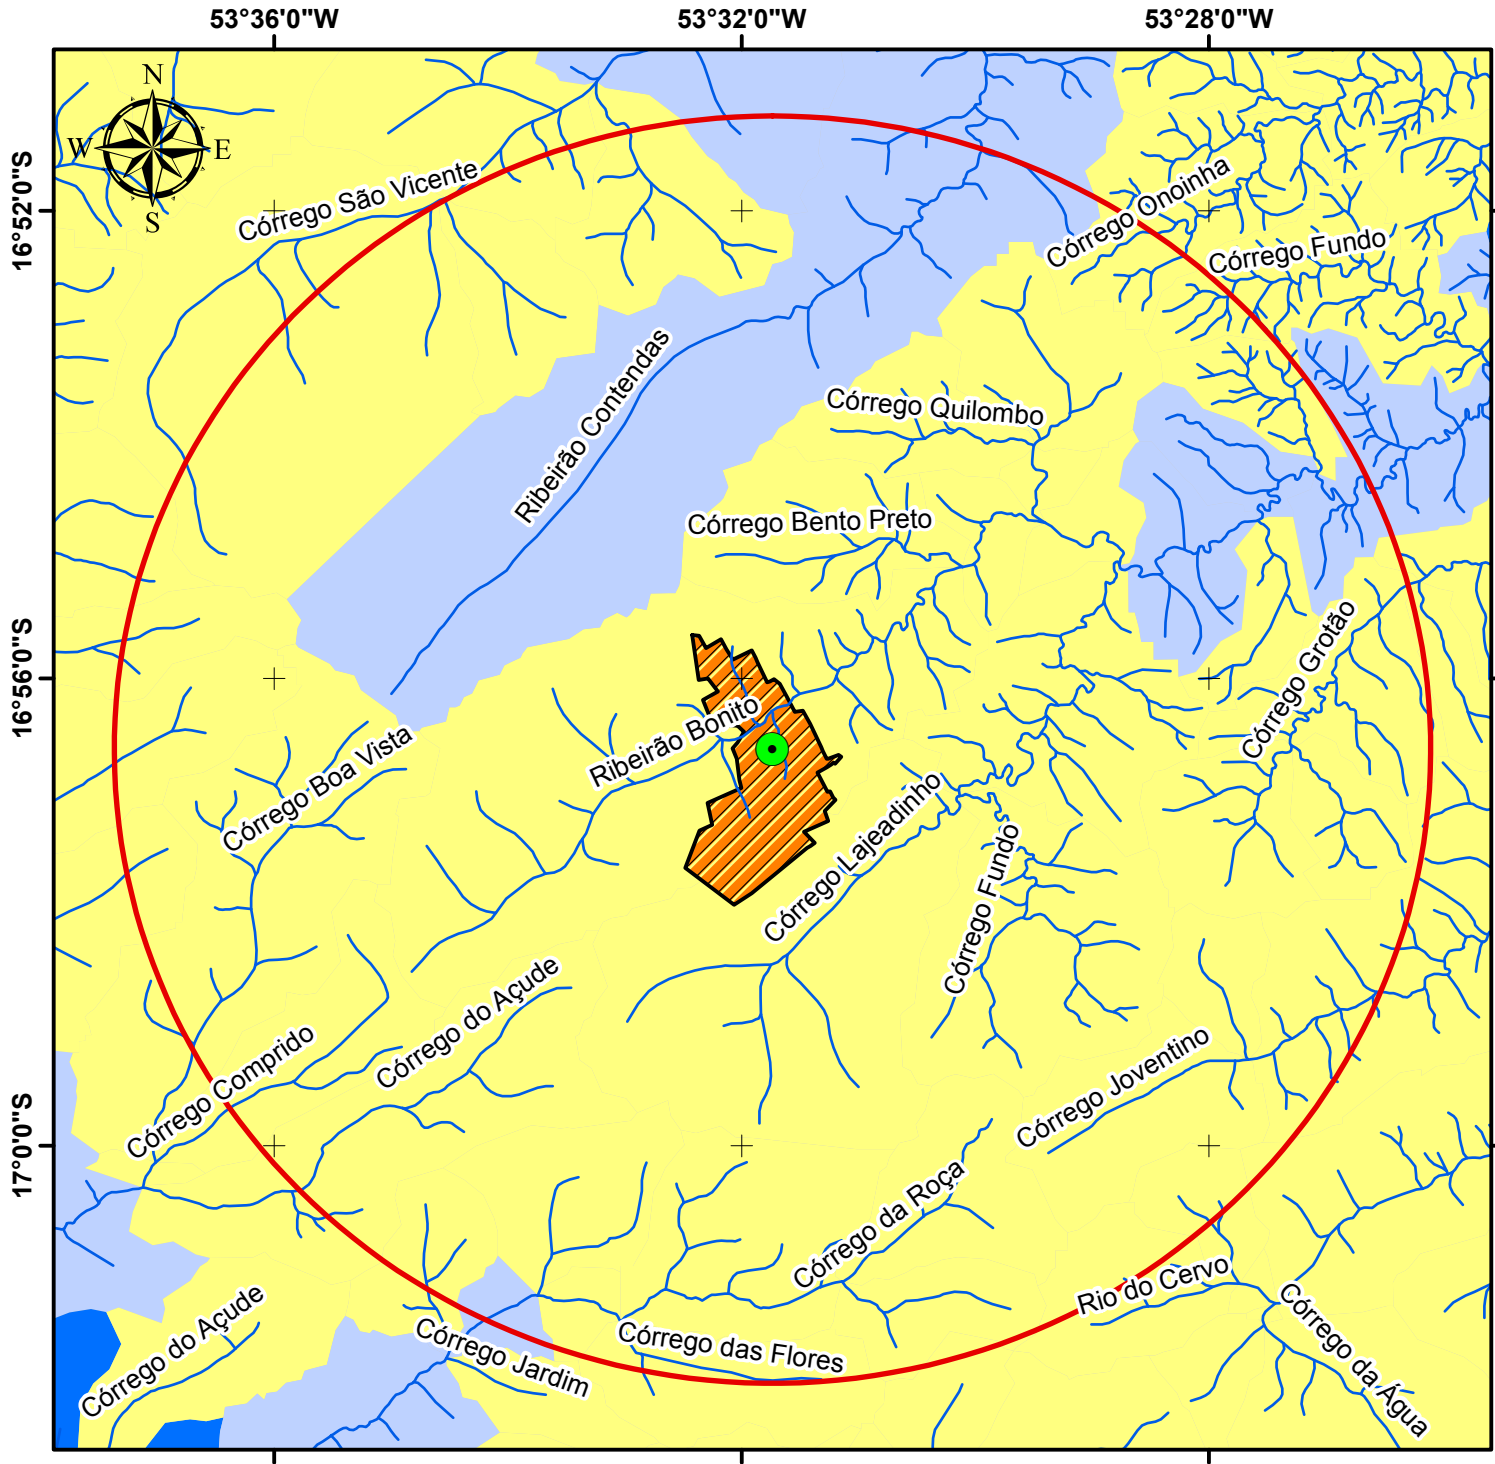 53°36'0"W
53°32'0"W
53°28'0"W
N
W
E
S
16°52'0"S
16°56'0"S
17°0'0"S
Córrego São Vicente
Córrego Onoinha
Córrego Fundo
Ribeirão Contendas
Córrego Quilombo
Córrego Bento Preto
Córrego Grotão
Ribeirão Bonito
Córrego Boa Vista
Córrego Lajeadinho
Córrego Fundo
Córrego do Açude
Córrego Comprido
Córrego Joventino
Córrego da Roça
Rio do Cervo
Córrego do Açude
Córrego Jardim
Córrego das Flores
Córrego da Água